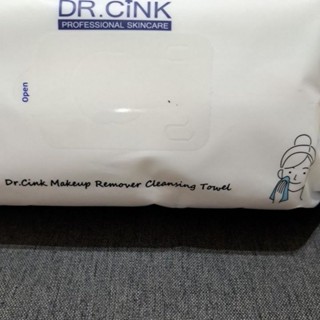 DR.CiNK
PROFESSIONAL SKINCARE
Open
Dr.Cink Makeup Remover Cleansing Towel